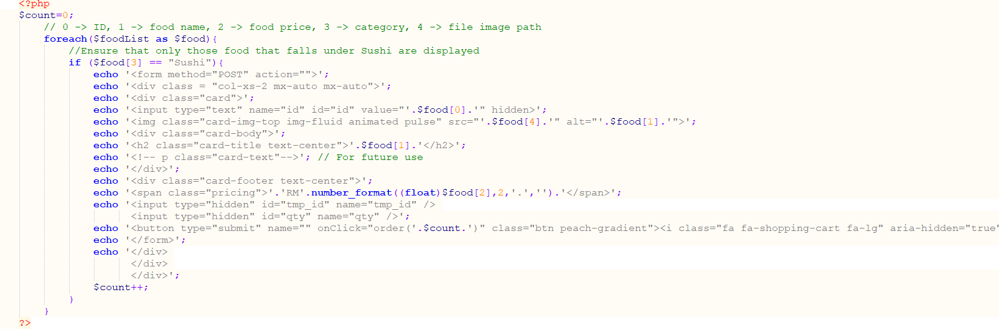 <?php
$count=0;
// 0 -> ID, 1 -> food name, 2 -> food price, 3 -> category, 4 -> file image path
foreach($foodList as $food){
//Ensure that only those food that falls under Sushi are displayed
if ($food[3] == "Sushi"){
echo '<form method="POST" action="">';
echo '<div class = "col-xs-2 mx-auto mx-auto">';
echo '<div class="card">';
echo '<input type="text" name="id" id="id" value="'.$food[0].'" hidden>';
echo '<img class="card-img-top img-fluid animated pulse" src="'.$food[4].'" alt="'.$food[1].'">';
echo '<div class="card-body">';
echo '<h2 class="card-title text-center">'.$food[1].'</h2>';
echo '<!-- p class="card-text"-->'; // For future use
echo '</div>';
echo '<div class="card-footer text-center">';
echo '<span class="pricing">'.'RM'.number_format((float)$food[2],2,'.','').'</span>';
echo '<input type="hidden" id="tmp_id" name="tmp_id" />
<input type="hidden" id="qty" name="qty" />';
echo '<button type="submit" name="" onClick="order('.$count.')" class="btn peach-gradient"><i class="fa fa-shopping-cart fa-lg" aria-hidden="true"
echo '</form>';
echo '</div>
</div>
</div>';
$count++;
}
}
?>